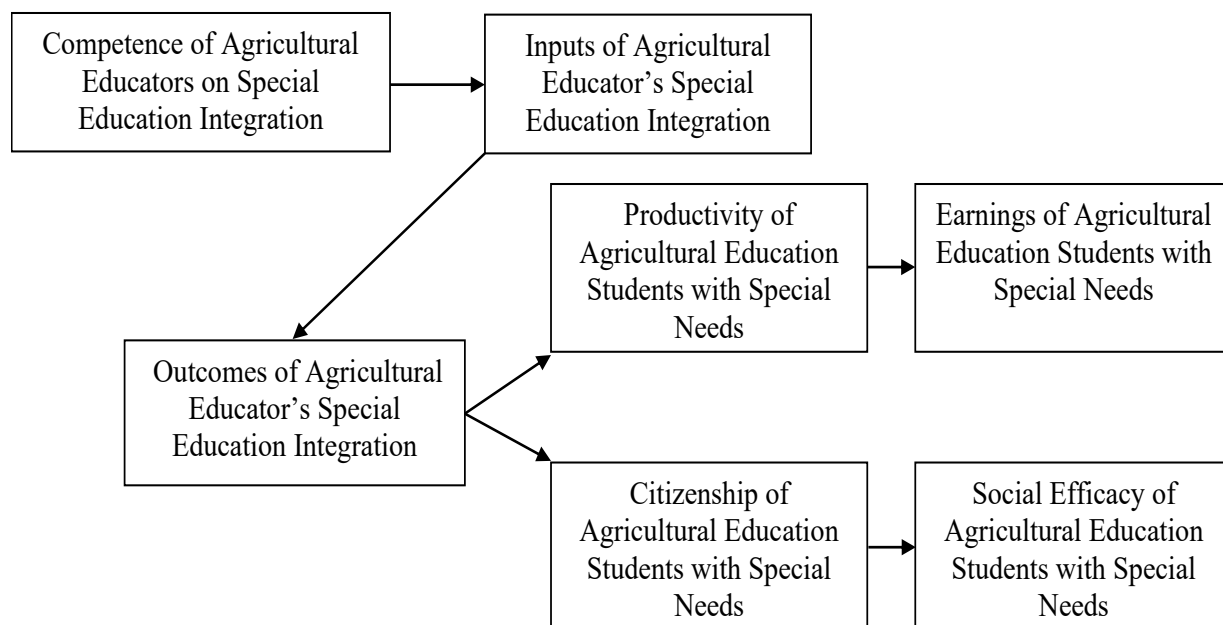 Competence of Agricultural
Educators on Special
Education Integration
Inputs of Agricultural
Educator’s Special
Education Integration
Productivity of
Agricultural Education
Students with Special
Needs
Earnings of Agricultural
Education Students with
Special Needs
Outcomes of Agricultural
Educator’s Special
Education Integration
Citizenship of
Agricultural Education
Students with Special
Needs
Social Efficacy of
Agricultural Education
Students with Special
Needs